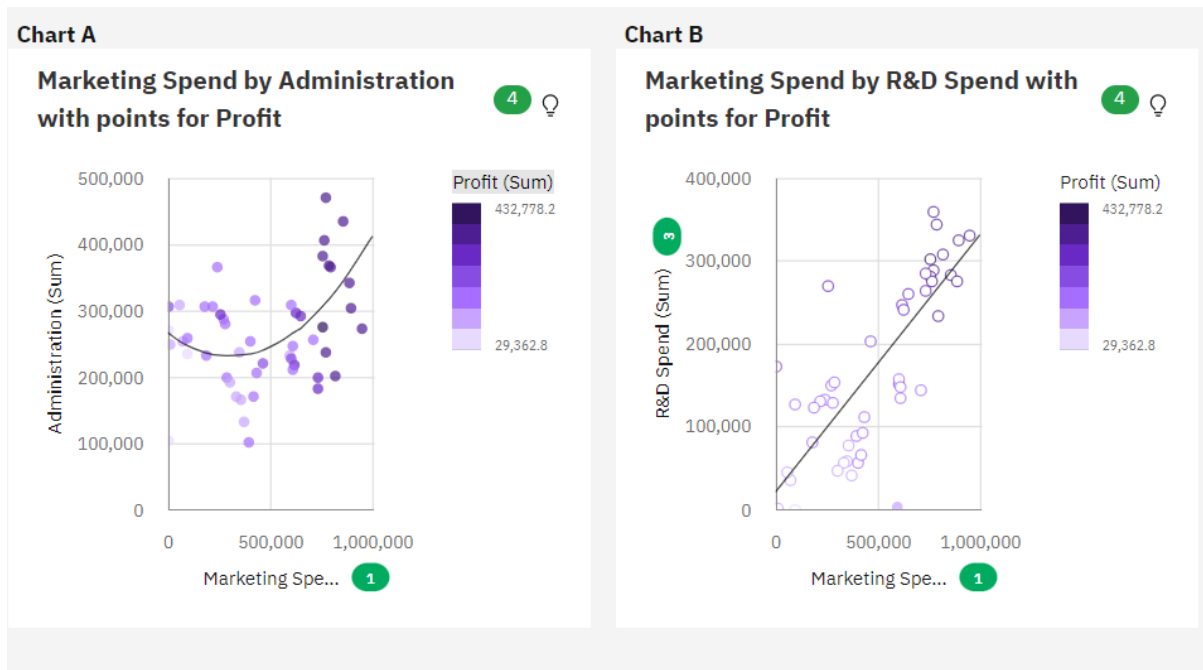 Chart A
Marketing Spend by Administration
with points for Profit
4
Profit (Sum)
432,778.2
29,362.8
Administration (Sum)
500,000
400,000
300,000
200,000
100,000
0
0 500,000 1,000,000
Marketing Spe... 1
Chart B
Marketing Spend by R&D Spend with
points for Profit
4
Profit (Sum)
432,778.2
29,362.8
R&D Spend (Sum) 3
400,000
300,000
200,000
100,000
0
0 500,000 1,000,000
Marketing Spe... 1